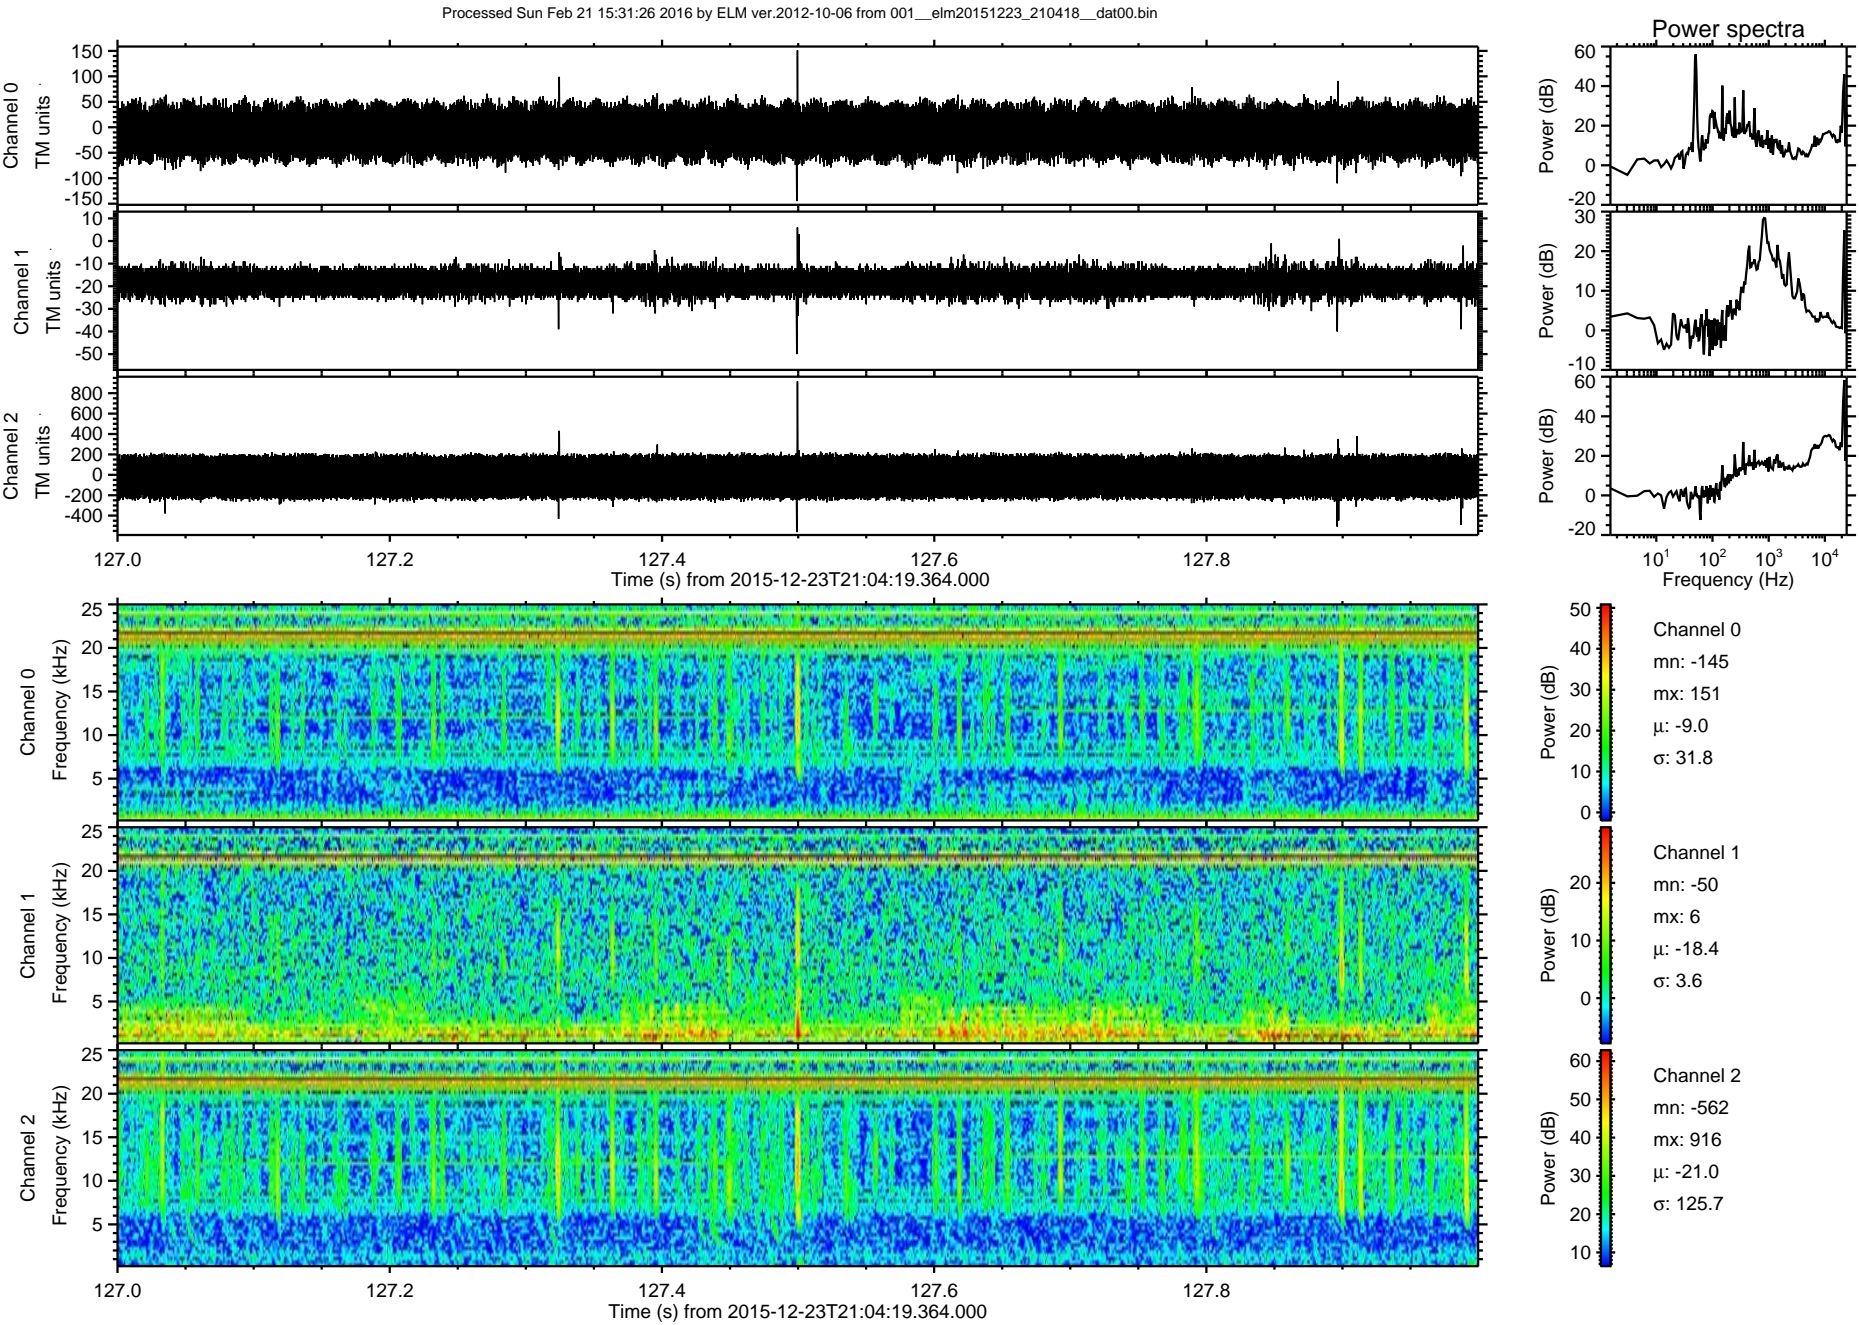 Processed Sun Feb 21 15:31:26 2016 by ELM ver.2012-10-06 from 001__elm20151223_210418__dat00.bin
Power spectra
Channel 0
TM units
150
100
50
0
-50
-100
-150
Power (dB)
60
40
20
0
-20
Channel 1
TM units
10
0
-10
-20
-30
-40
-50
Power (dB)
30
20
10
0
-10
Channel 2
TM units
800
600
400
200
0
-200
-400
Power (dB)
60
40
20
0
-20
127.0 127.2 127.4 127.6 127.8
Time (s) from 2015-12-23T21:04:19.364.000
10¹ 10² 10³ 10⁴
Frequency (Hz)
Channel 0
Frequency (kHz)
25
20
15
10
5
Power (dB)
50
40
30
20
10
0
Channel 0
mn: -145
mx: 151
μ: -9.0
σ: 31.8
Channel 1
Frequency (kHz)
25
20
15
10
5
Power (dB)
20
10
0
Channel 1
mn: -50
mx: 6
μ: -18.4
σ: 3.6
Channel 2
Frequency (kHz)
25
20
15
10
5
Power (dB)
60
50
40
30
20
10
Channel 2
mn: -562
mx: 916
μ: -21.0
σ: 125.7
127.0 127.2 127.4 127.6 127.8
Time (s) from 2015-12-23T21:04:19.364.000